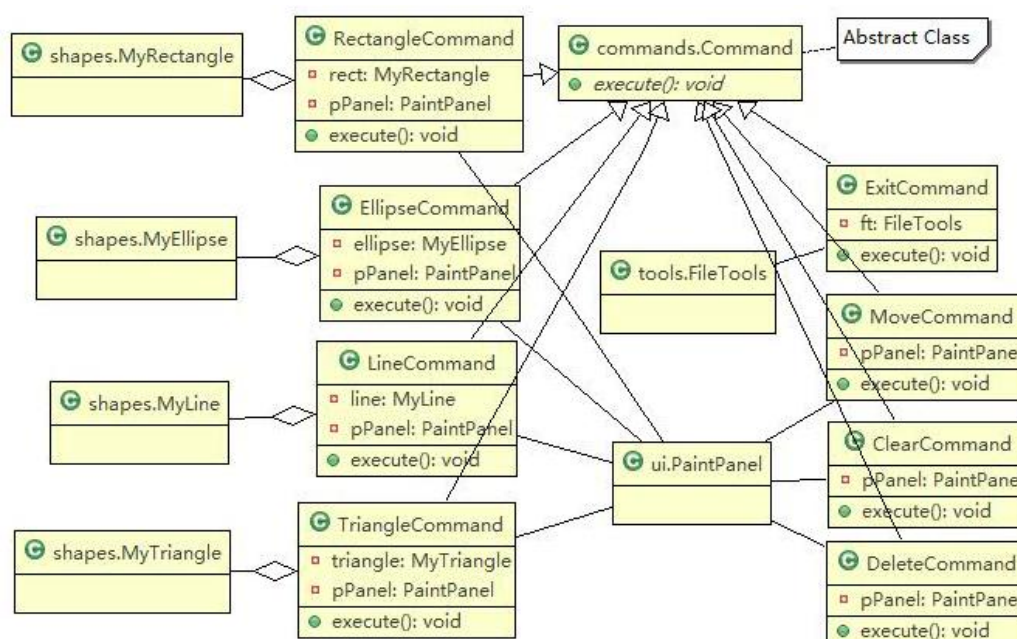 shapes.MyRectangle
RectangleCommand
rect: MyRectangle
pPanel: PaintPanel
execute(): void
commands.Command
execute(): void
Abstract Class
shapes.MyEllipse
EllipseCommand
ellipse: MyEllipse
pPanel: PaintPanel
execute(): void
ExitCommand
ft: FileTools
execute(): void
tools.FileTools
MoveCommand
pPanel: PaintPanel
execute(): void
shapes.MyLine
LineCommand
line: MyLine
pPanel: PaintPanel
execute(): void
ui.PaintPanel
ClearCommand
pPanel: PaintPanel
execute(): void
shapes.MyTriangle
TriangleCommand
triangle: MyTriangle
pPanel: PaintPanel
execute(): void
DeleteCommand
pPanel: PaintPanel
execute(): void